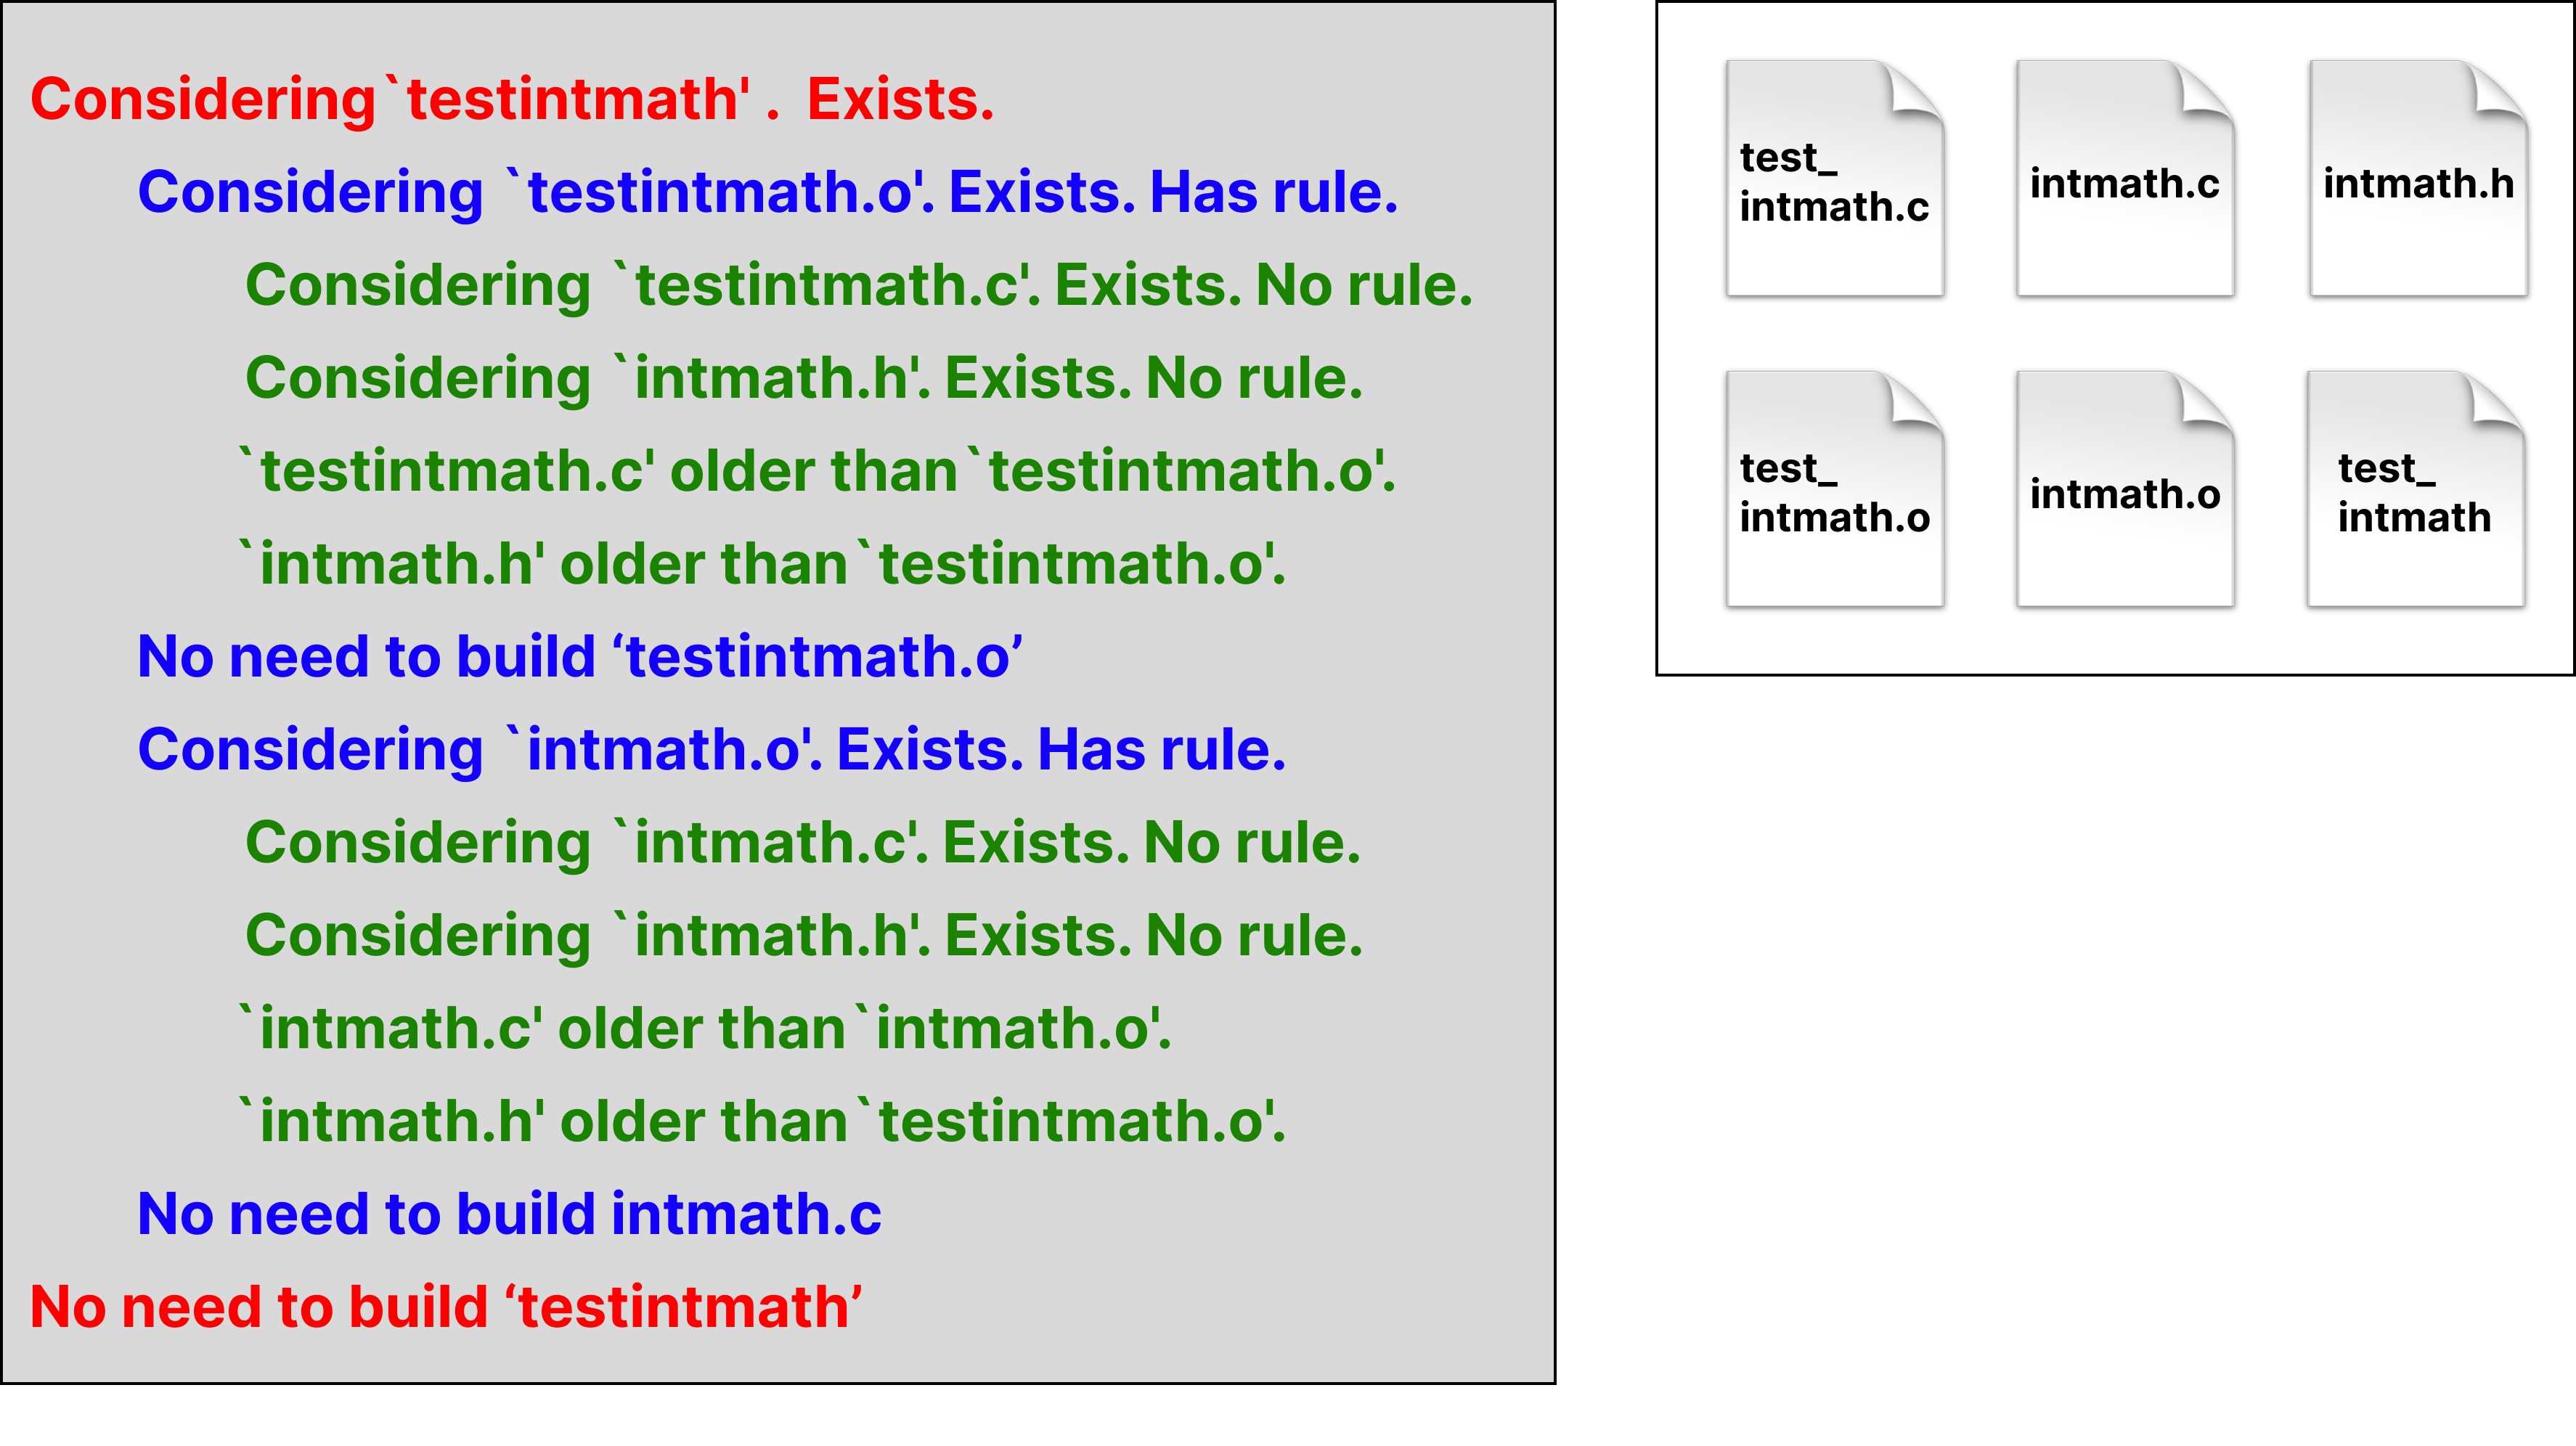 Considering`testintmath' .  Exists.
Considering `testintmath.o'. Exists. Has rule.
Considering `testintmath.c'. Exists. No rule.
Considering `intmath.h'. Exists. No rule.
`testintmath.c' older than`testintmath.o'.
`intmath.h' older than`testintmath.o'.
No need to build ‘testintmath.o’
Considering `intmath.o'. Exists. Has rule.
Considering `intmath.c'. Exists. No rule.
Considering `intmath.h'. Exists. No rule.
`intmath.c' older than`intmath.o'.
`intmath.h' older than`testintmath.o'.
No need to build intmath.c
No need to build ‘testintmath’
test_
intmath.c
intmath.c
intmath.h
test_
intmath.o
intmath.o
test_
intmath